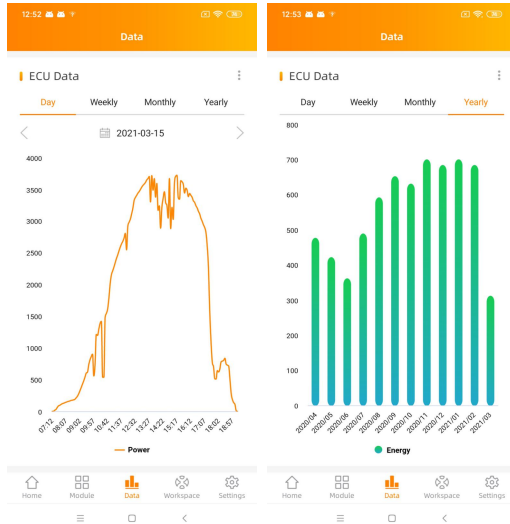 12:52
36
Data
ECU Data
Day Weekly Monthly Yearly
2021-03-15
4000
3500
3000
2500
2000
1500
1000
500
0
07:12 08:07 09:02 09:57 10:42 11:37 12:32 13:27 14:22 15:17 16:12 17:07 18:02 18:57
Power
Home Module Data Workspace Settings
12:53
Data
ECU Data
Day Weekly Monthly Yearly
800
700
600
500
400
300
200
100
0
2020/04 2020/05 2020/06 2020/07 2020/08 2020/09 2020/10 2020/11 2020/12 2021/01 2021/02 2021/03
Energy
Home Module Data Workspace Settings